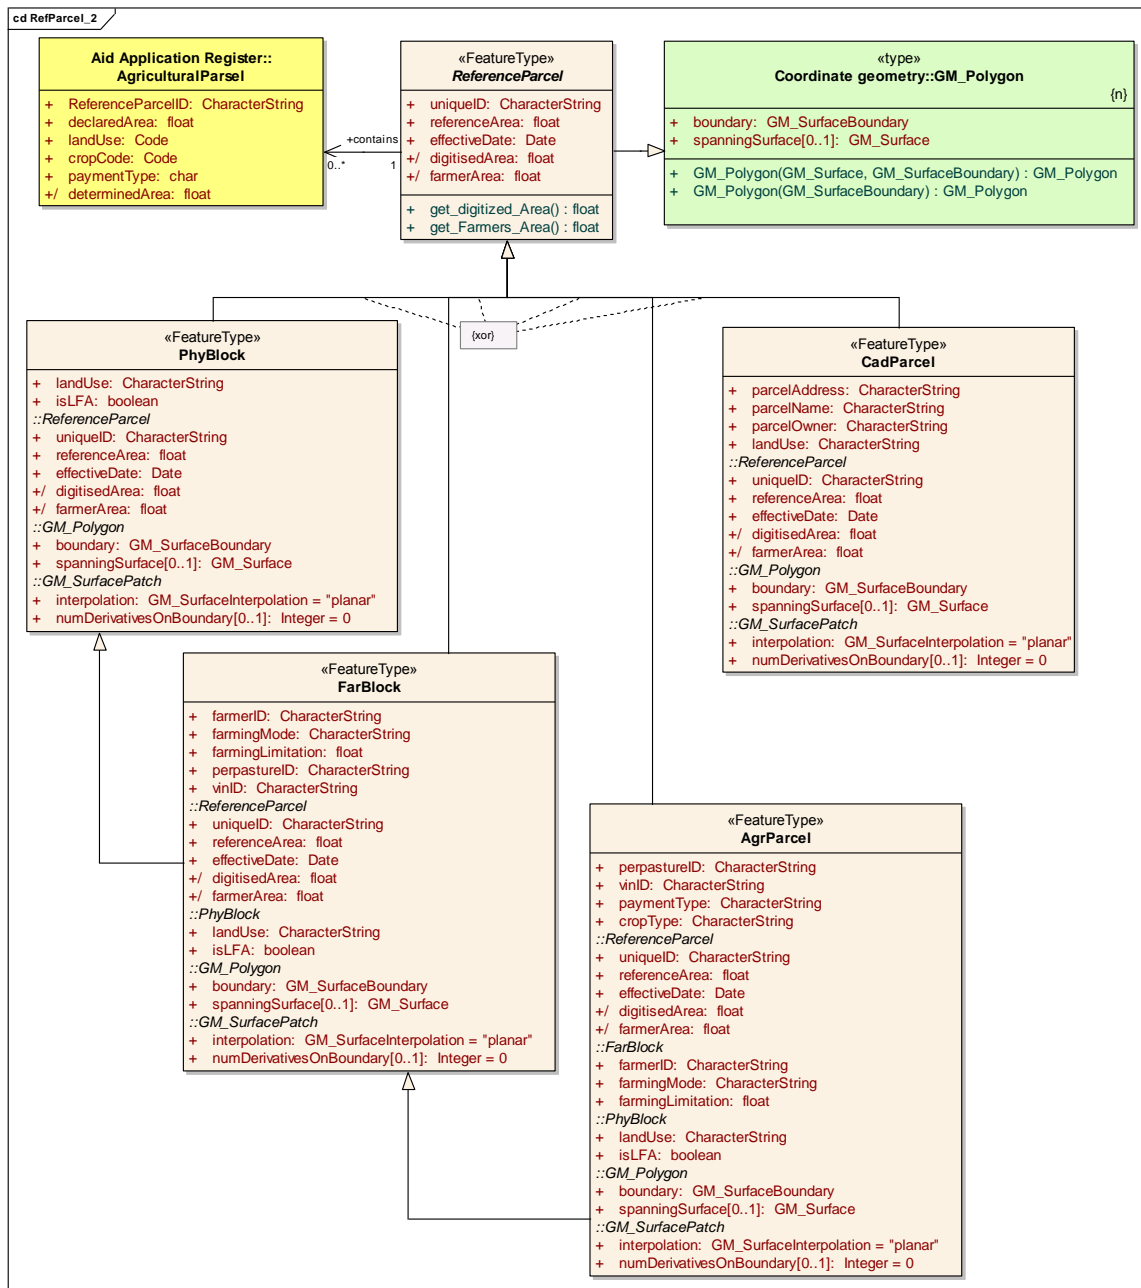 cd RefParcel_2
Aid Application Register::
AgriculturalParsel
+ ReferenceParcelID: CharacterString
+ declaredArea: float
+ landUse: Code
+ cropCode: Code
+ paymentType: char
+/ determinedArea: float
+contains
0..*
1
«FeatureType»
ReferenceParcel
+ uniqueID: CharacterString
+ referenceArea: float
+ effectiveDate: Date
+/ digitisedArea: float
+/ farmerArea: float
+ get_digitized_Area() : float
+ get_Farmers_Area() : float
«type»
Coordinate geometry::GM_Polygon
{n}
+ boundary: GM_SurfaceBoundary
+ spanningSurface[0..1]: GM_Surface
+ GM_Polygon(GM_Surface, GM_SurfaceBoundary) : GM_Polygon
+ GM_Polygon(GM_SurfaceBoundary) : GM_Polygon
{xor}
«FeatureType»
PhyBlock
+ landUse: CharacterString
+ isLFA: boolean
::ReferenceParcel
+ uniqueID: CharacterString
+ referenceArea: float
+ effectiveDate: Date
+/ digitisedArea: float
+/ farmerArea: float
::GM_Polygon
+ boundary: GM_SurfaceBoundary
+ spanningSurface[0..1]: GM_Surface
::GM_SurfacePatch
+ interpolation: GM_SurfaceInterpolation = "planar"
+ numDerivativesOnBoundary[0..1]: Integer = 0
«FeatureType»
CadParcel
+ parcelAddress: CharacterString
+ parcelName: CharacterString
+ parcelOwner: CharacterString
+ landUse: CharacterString
::ReferenceParcel
+ uniqueID: CharacterString
+ referenceArea: float
+ effectiveDate: Date
+/ digitisedArea: float
+/ farmerArea: float
::GM_Polygon
+ boundary: GM_SurfaceBoundary
+ spanningSurface[0..1]: GM_Surface
::GM_SurfacePatch
+ interpolation: GM_SurfaceInterpolation = "planar"
+ numDerivativesOnBoundary[0..1]: Integer = 0
«FeatureType»
FarBlock
+ farmerID: CharacterString
+ farmingMode: CharacterString
+ farmingLimitation: float
+ perpastureID: CharacterString
+ vinID: CharacterString
::ReferenceParcel
+ uniqueID: CharacterString
+ referenceArea: float
+ effectiveDate: Date
+/ digitisedArea: float
+/ farmerArea: float
::PhyBlock
+ landUse: CharacterString
+ isLFA: boolean
::GM_Polygon
+ boundary: GM_SurfaceBoundary
+ spanningSurface[0..1]: GM_Surface
::GM_SurfacePatch
+ interpolation: GM_SurfaceInterpolation = "planar"
+ numDerivativesOnBoundary[0..1]: Integer = 0
«FeatureType»
AgrParcel
+ perpastureID: CharacterString
+ vinID: CharacterString
+ paymentType: CharacterString
+ cropType: CharacterString
::ReferenceParcel
+ uniqueID: CharacterString
+ referenceArea: float
+ effectiveDate: Date
+/ digitisedArea: float
+/ farmerArea: float
::FarBlock
+ farmerID: CharacterString
+ farmingMode: CharacterString
+ farmingLimitation: float
::PhyBlock
+ landUse: CharacterString
+ isLFA: boolean
::GM_Polygon
+ boundary: GM_SurfaceBoundary
+ spanningSurface[0..1]: GM_Surface
::GM_SurfacePatch
+ interpolation: GM_SurfaceInterpolation = "planar"
+ numDerivativesOnBoundary[0..1]: Integer = 0